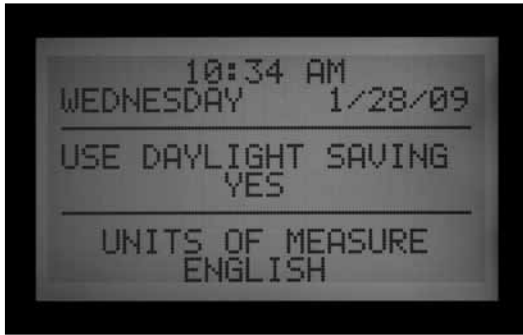 10:34 AM
WEDNESDAY 1/28/09
USE DAYLIGHT SAVING
YES
UNITS OF MEASURE
ENGLISH